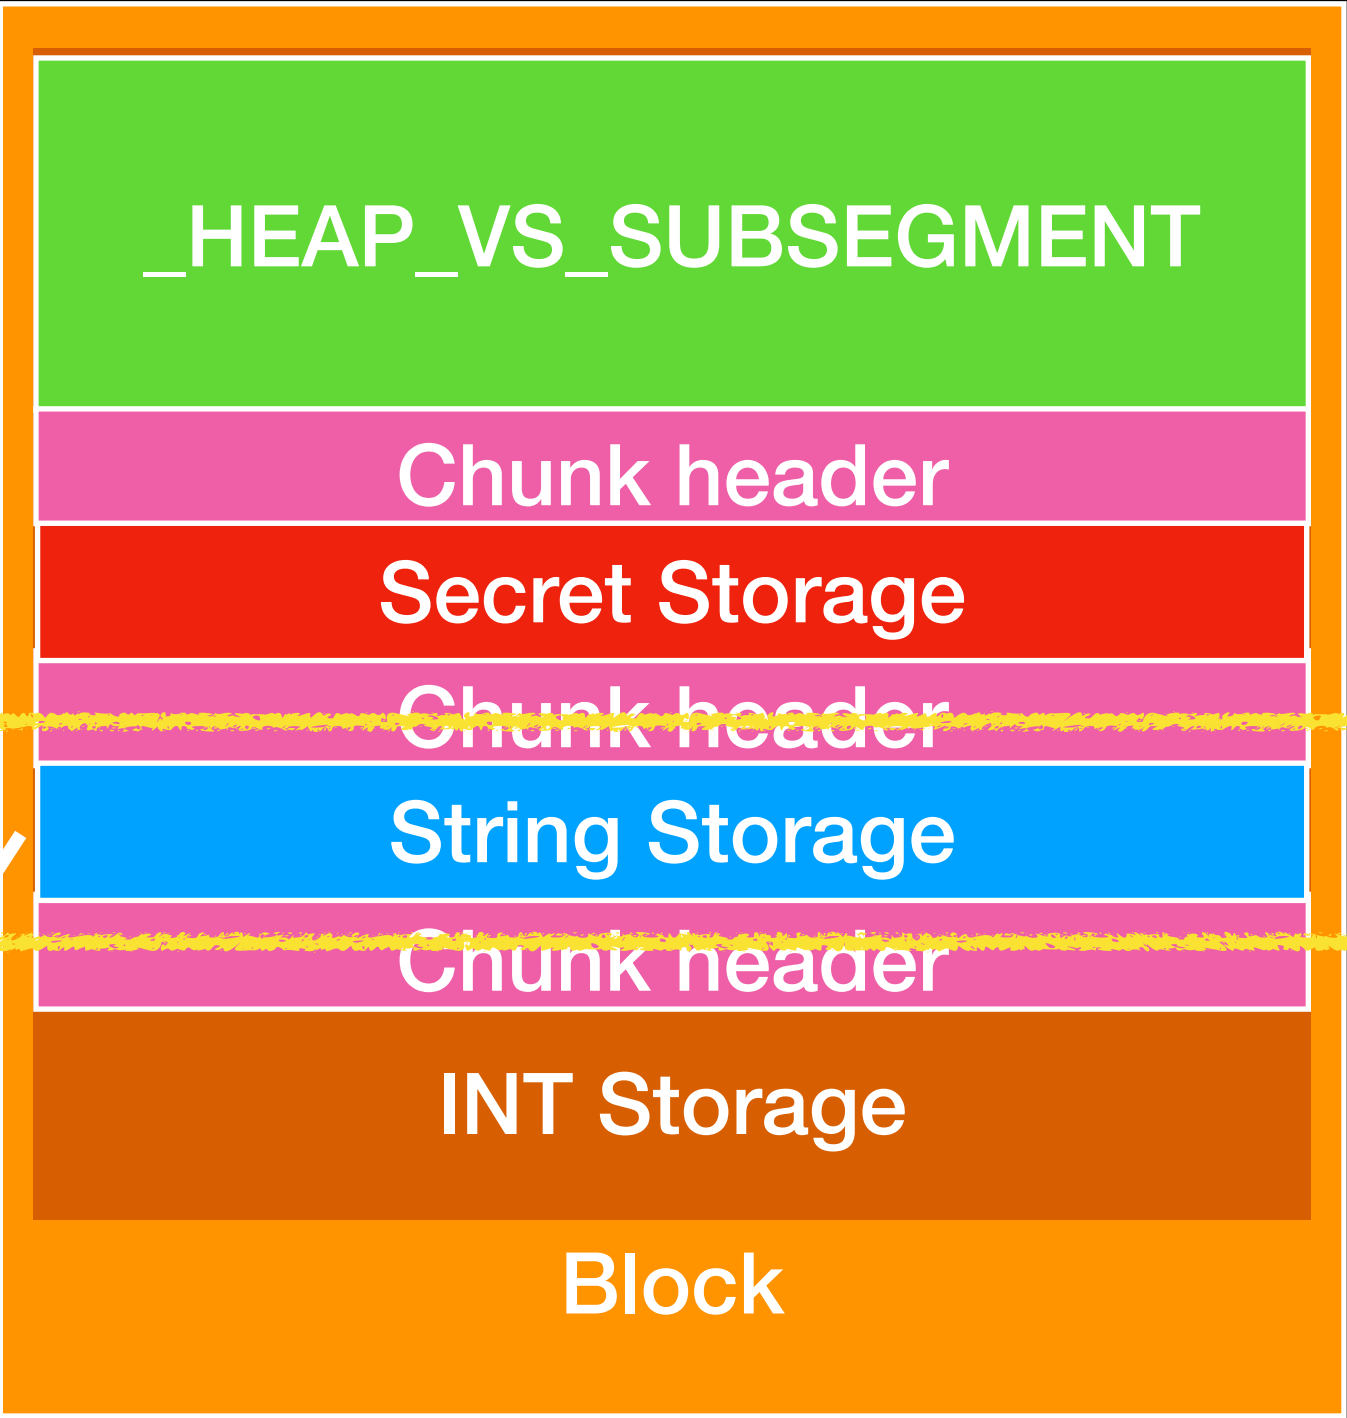 _HEAP_VS_SUBSEGMENT
Chunk header
Secret Storage
Chunk header
String Storage
Chunk header
INT Storage
Block